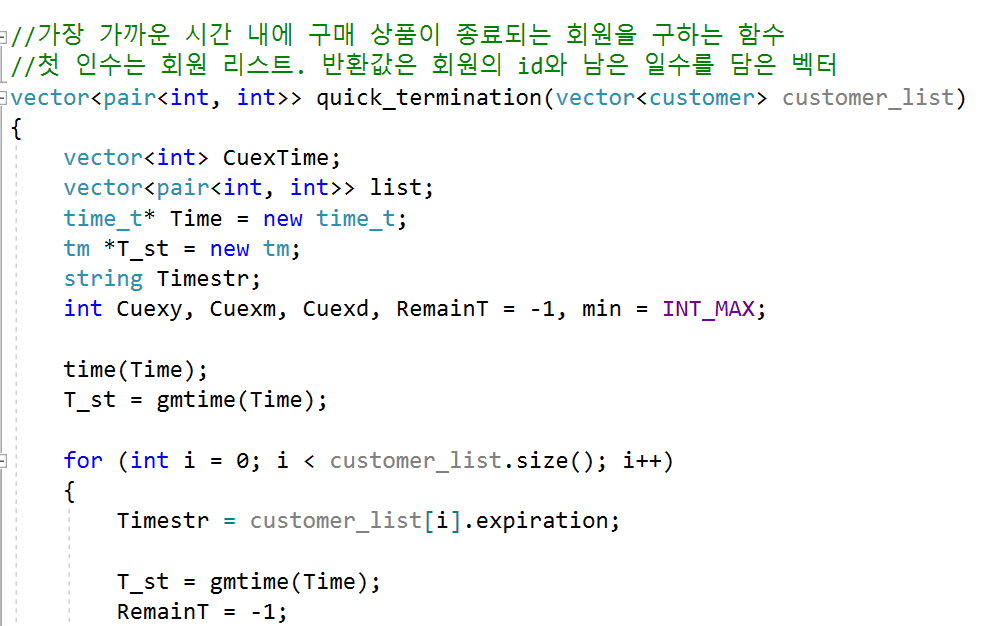 //가장 가까운 시간 내에 구매 상품이 종료되는 회원을 구하는 함수
//첫 인수는 회원 리스트. 반환값은 회원의 id와 남은 일수를 담은 벡터
vector<pair<int, int>> quick_termination(vector<customer> customer_list)
{
    vector<int> CuexTime;
    vector<pair<int, int>> list;
    time_t* Time = new time_t;
    tm *T_st = new tm;
    string Timestr;
    int Cuexy, Cuexm, Cuexd, RemainT = -1, min = INT_MAX;
    time(Time);
    T_st = gmtime(Time);
    for (int i = 0; i < customer_list.size(); i++)
    {
        Timestr = customer_list[i].expiration;
        T_st = gmtime(Time);
        RemainT = -1;